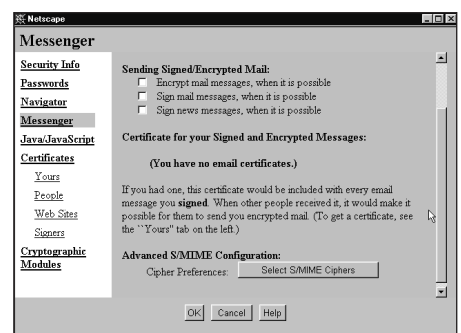 Netscape
Messenger
Security Info
Passwords
Navigator
Messenger
Java/JavaScript
Certificates
Yours
People
Web Sites
Signers
Cryptographic
Modules
Sending Signed/Encrypted Mail:
Encrypt mail messages, when it is possible
Sign mail messages, when it is possible
Sign news messages, when it is possible
Certificate for your Signed and Encrypted Messages:
(You have no email certificates.)
If you had one, this certificate would be included with every email
message you signed. When other people received it, it would make it
possible for them to send you encrypted mail. (To get a certificate, see
the ``Yours'' tab on the left.)
Advanced S/MIME Configuration:
Cipher Preferences: Select S/MIME Ciphers
OK Cancel Help